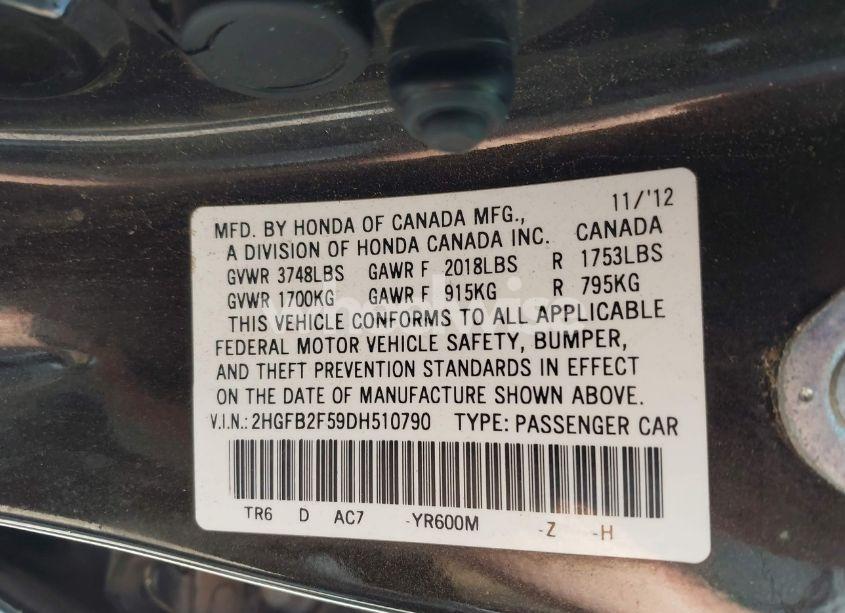 11/'12
MFD. BY HONDA OF CANADA MFG.,
A DIVISION OF HONDA CANADA INC. CANADA
GVWR 3748LBS GAWR F 2018LBS R 1753LBS
GVWR 1700KG GAWR F 915KG R 795KG
THIS VEHICLE CONFORMS TO ALL APPLICABLE
FEDERAL MOTOR VEHICLE SAFETY, BUMPER,
AND THEFT PREVENTION STANDARDS IN EFFECT
ON THE DATE OF MANUFACTURE SHOWN ABOVE.
V.I.N.: 2HGFB2F59DH510790 TYPE: PASSENGER CAR
TR6 D AC7 -YR600M -Z -H